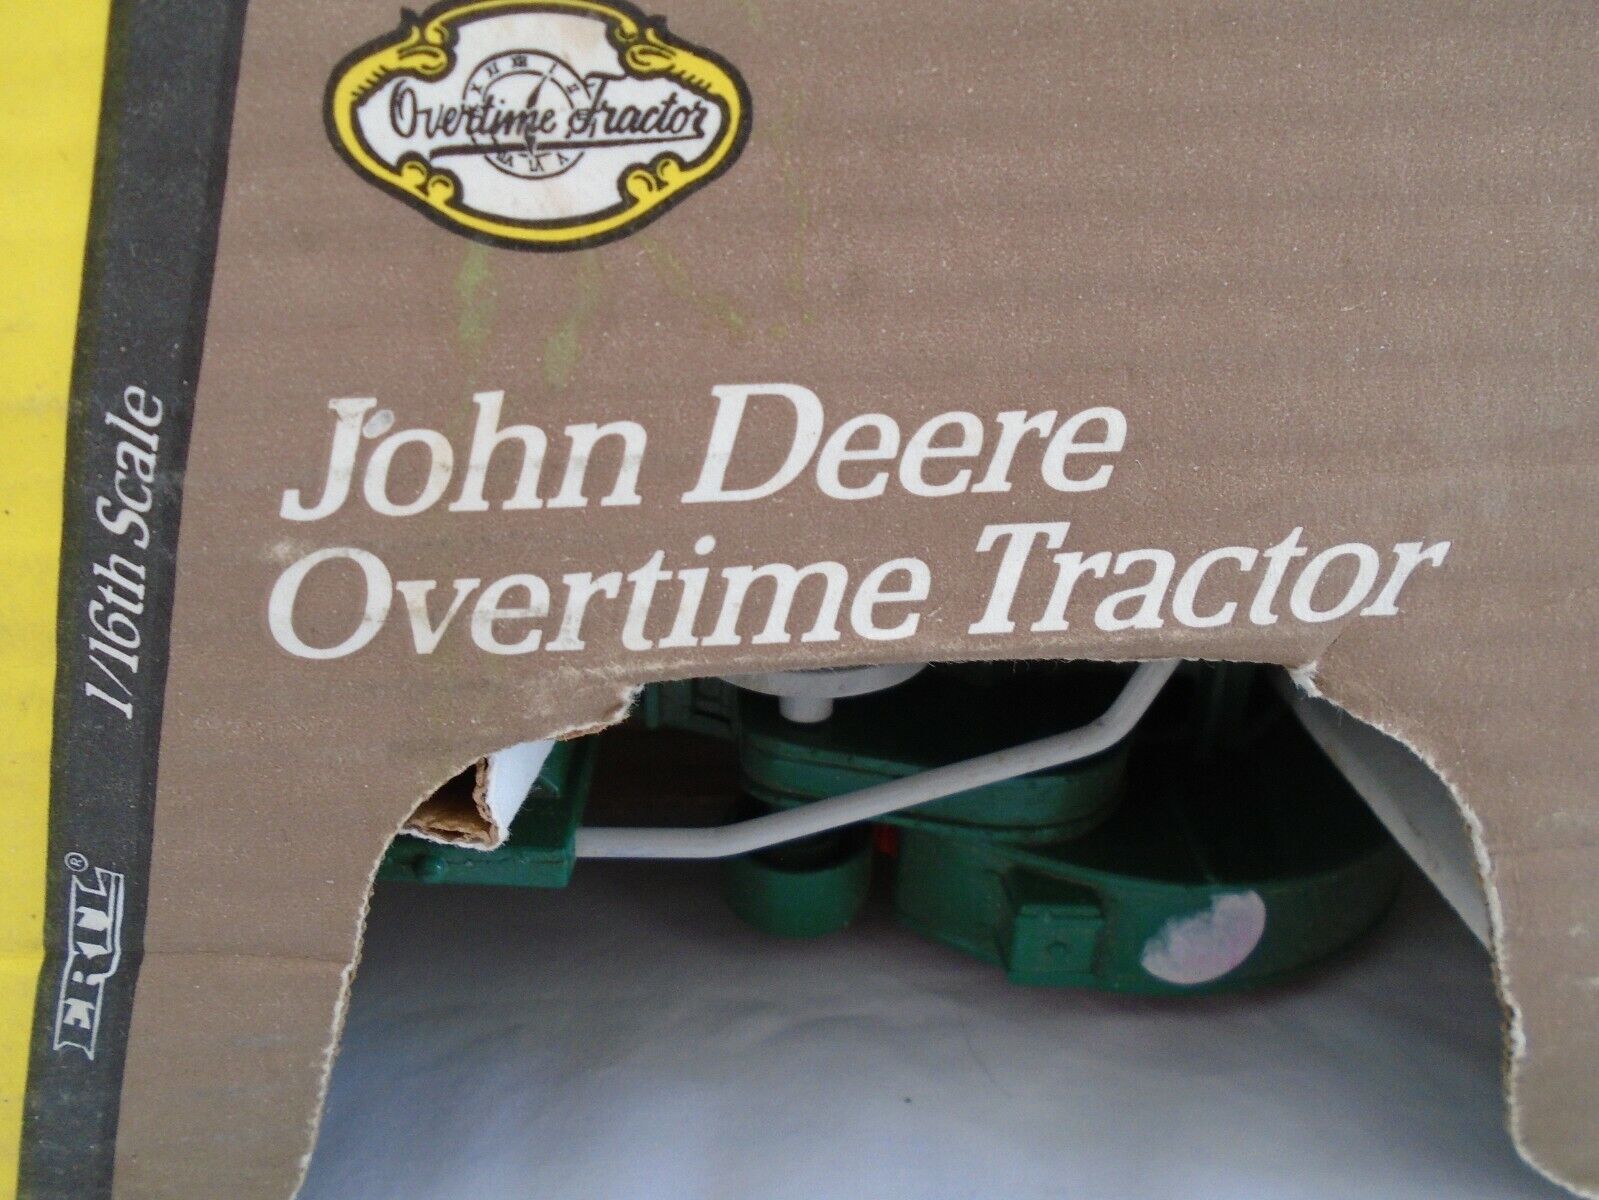 Overtime Tractor
John Deere
Overtime Tractor
1/16th Scale
ERTL®